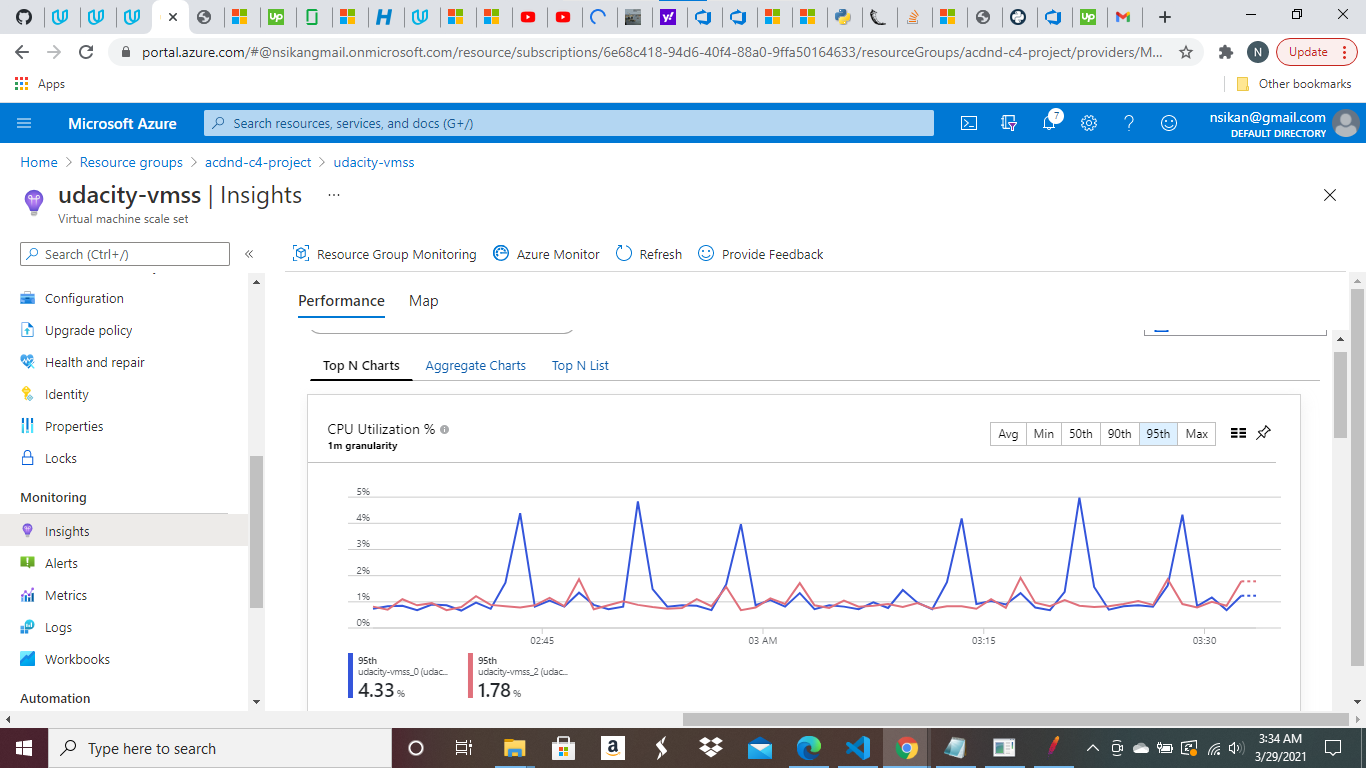 portal.azure.com/#@nsikangmail.onmicrosoft.com/resource/subscriptions/6e68c418-94d6-40f4-88a0-9ffa50164633/resourceGroups/acdnd-c4-project/providers/M...
N
Update
Apps
Other bookmarks
Microsoft Azure
Search resources, services, and docs (G+/)
7
nsikan@gmail.com
DEFAULT DIRECTORY
Home > Resource groups > acdnd-c4-project > udacity-vmss
udacity-vmss | Insights ...
Virtual machine scale set
Search (Ctrl+/)
«
Resource Group Monitoring
Azure Monitor
Refresh
Provide Feedback
Configuration
Upgrade policy
Health and repair
Identity
Properties
Locks
Monitoring
Insights
Alerts
Metrics
Logs
Workbooks
Automation
Performance
Map
Top N Charts
Aggregate Charts
Top N List
CPU Utilization %
1m granularity
Avg
Min
50th
90th
95th
Max
5%
4%
3%
2%
1%
0%
02:45
03 AM
03:15
03:30
95th
udacity-vmss_0 (udac...
4.33 %
95th
udacity-vmss_2 (udac...
1.78 %
Type here to search
3:34 AM
3/29/2021